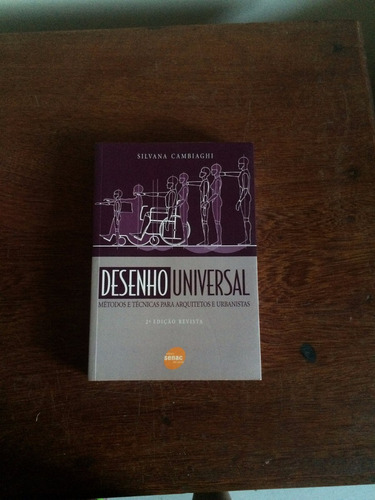 SILVANA CAMBIAGHI
DESENHO UNIVERSAL
MÉTODOS E TÉCNICAS PARA ARQUITETOS E URBANISTAS
2ª EDIÇÃO REVISTA
senac